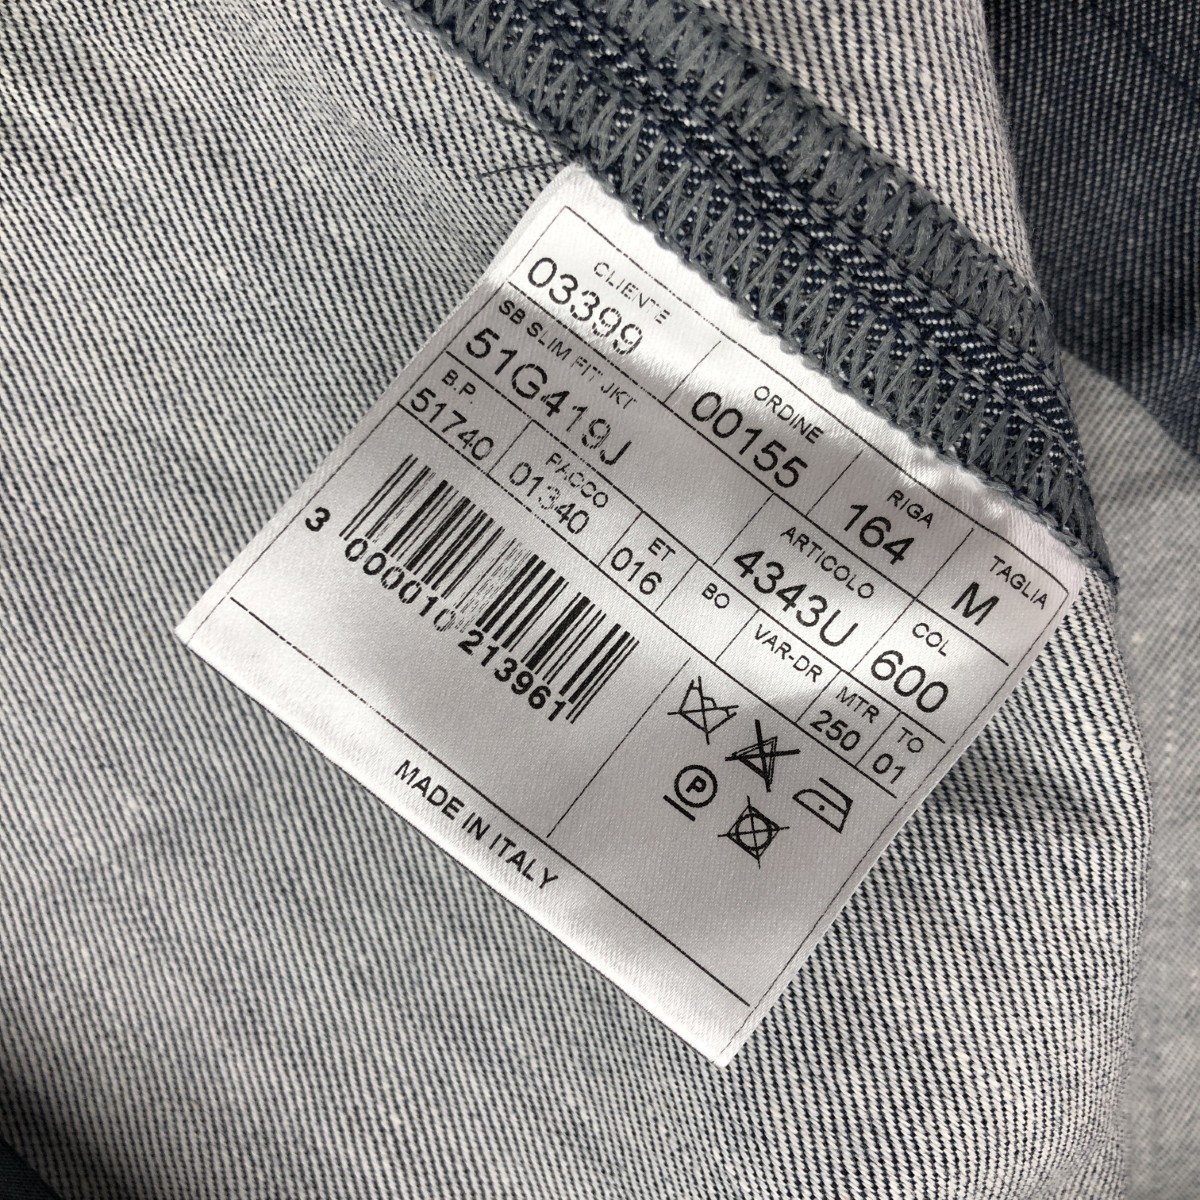 CLIENTE ORDINE RIGA TAGLIA
03399 00155 164 M
SB SLIM FIT JKT ARTICOLO COL
51G419J 4343U 600
B.P. PACCO ET BO VAR-DR MTR TO
51740 01340 016 250 01
3 000010 213961
P
MADE IN ITALY